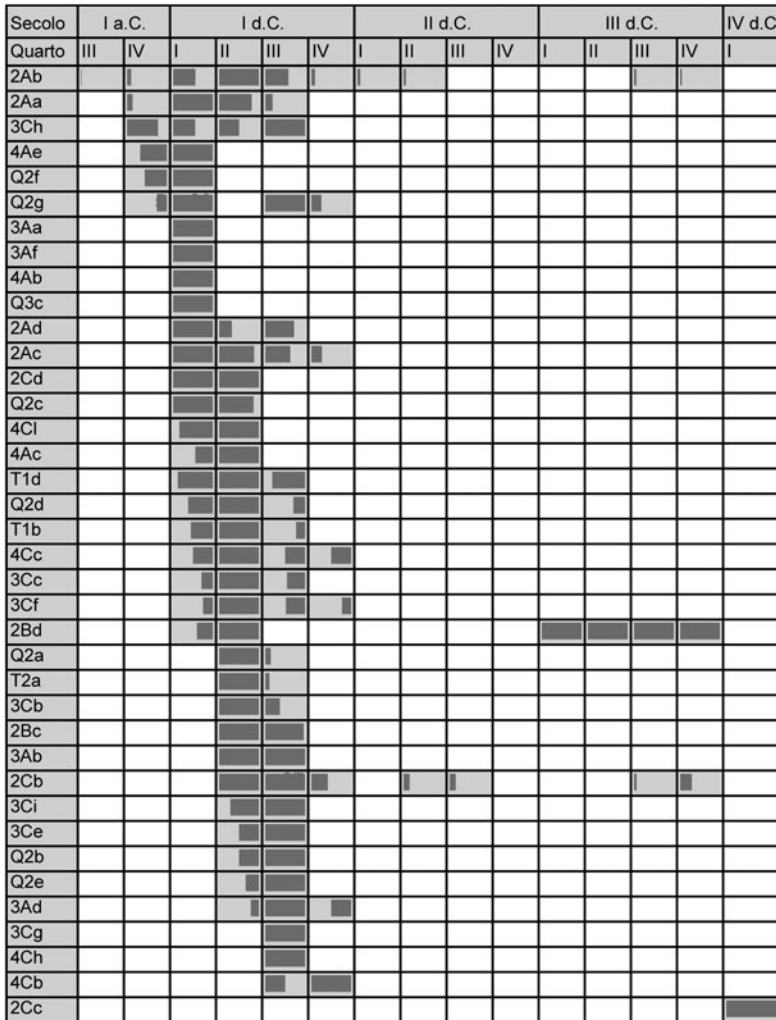 Secolo I a.C. I d.C. II d.C. III d.C. IV d.C
Quarto III IV I II III IV I II III IV I II III IV I
2Ab
2Aa
3Ch
4Ae
Q2f
Q2g
3Aa
3Af
4Ab
Q3c
2Ad
2Ac
2Cd
Q2c
4Cl
4Ac
T1d
Q2d
T1b
4Cc
3Cc
3Cf
2Bd
Q2a
T2a
3Cb
2Bc
3Ab
2Cb
3Ci
3Ce
Q2b
Q2e
3Ad
3Cg
4Ch
4Cb
2Cc